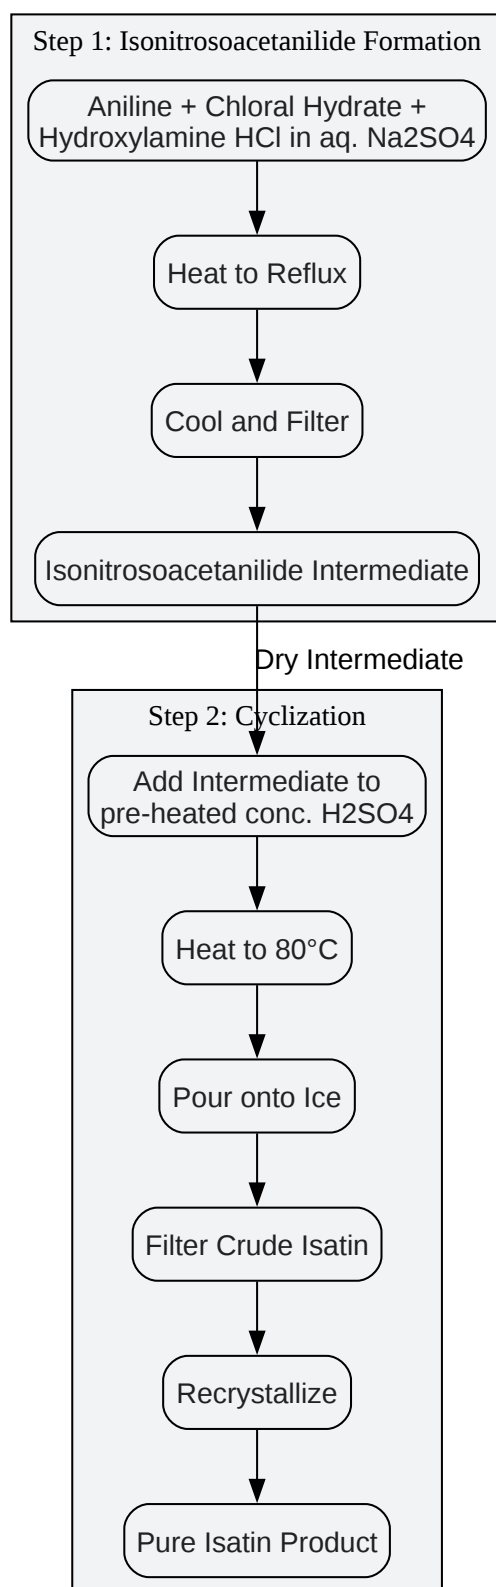 Step 1: Isonitrosoacetanilide Formation
Aniline + Chloral Hydrate +
Hydroxylamine HCl in aq. Na2SO4
Heat to Reflux
Cool and Filter
Isonitrosoacetanilide Intermediate
Dry Intermediate
Step 2: Cyclization
Add Intermediate to
pre-heated conc. H2SO4
Heat to 80°C
Pour onto Ice
Filter Crude Isatin
Recrystallize
Pure Isatin Product